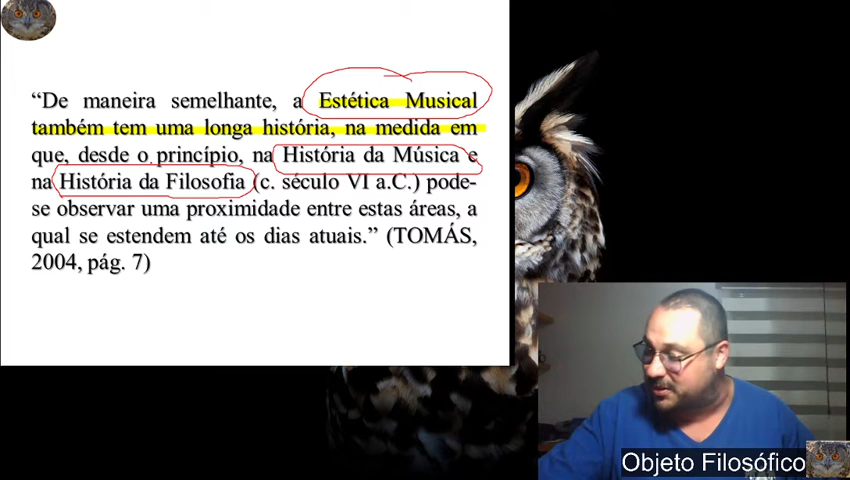 “De maneira semelhante, a Estética Musical
também tem uma longa história, na medida em
que, desde o princípio, na História da Música e
na História da Filosofia (c. século VI a.C.) pode-
se observar uma proximidade entre estas áreas, a
qual se estendem até os dias atuais.” (TOMÁS,
2004, pág. 7)
Objeto Filosófico